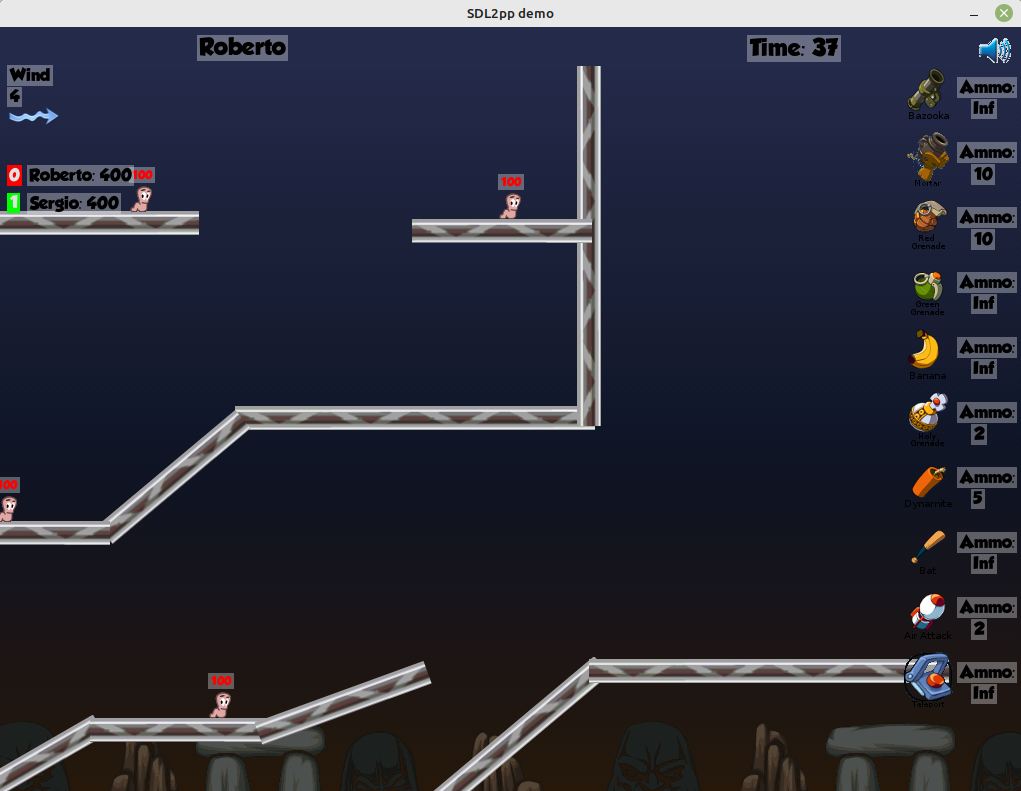 SDL2pp demo
Roberto
Time: 37
Wind
4
0 Roberto: 400
1 Sergio: 400
100
100
100
100
Bazooka
Ammo:
Inf
Mortar
Ammo:
10
Red
Grenade
Ammo:
10
Green
Grenade
Ammo:
Inf
Banana
Ammo:
Inf
Holy
Grenade
Ammo:
2
Dynamite
Ammo:
5
Bat
Ammo:
Inf
Air Attack
Ammo:
2
Teleport
Ammo:
Inf